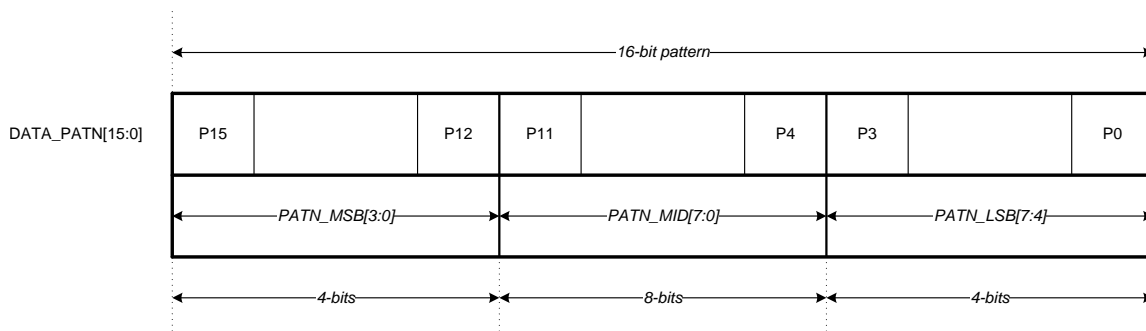 16-bit pattern
DATA_PATN[15:0] P15 P12 P11 P4 P3 P0
PATN_MSB[3:0] PATN_MID[7:0] PATN_LSB[7:4]
4-bits 8-bits 4-bits